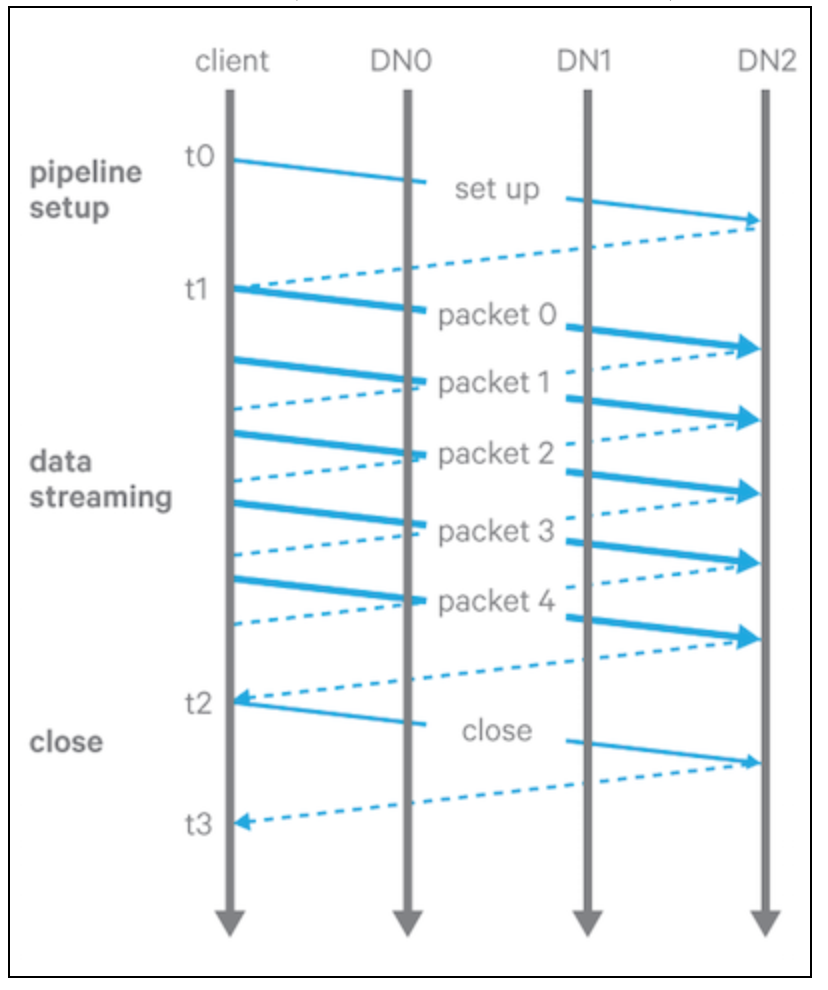 client DN0 DN1 DN2
t0
pipeline
setup
set up
t1
packet 0
packet 1
packet 2
data
streaming
packet 3
packet 4
t2
close
close
t3